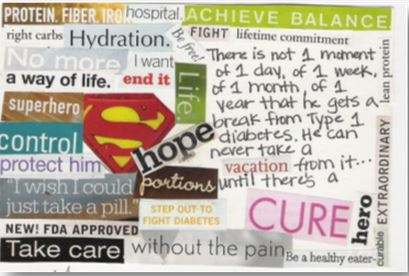 PROTEIN. FIBER. IRON
hospital.
ACHIEVE BALANCE
right carbs
Hydration.
Be free!
FIGHT
lifetime commitment
No more
I want
a way of life.
end it
Life
lean protein
There is not 1 moment
of 1 day, of 1 week,
of 1 month, of 1
year that he gets a
break from Type 1
diabetes. He can
never take a
vacation from it...
until there's a
CURE
superhero
S
hope
control
protect him
portions
"I wish I could
just take a pill."
STEP OUT TO
FIGHT DIABETES
NEW! FDA APPROVED
Take care
without the pain
Be a healthy eater-
hero
curable
EXTRAORDINARY